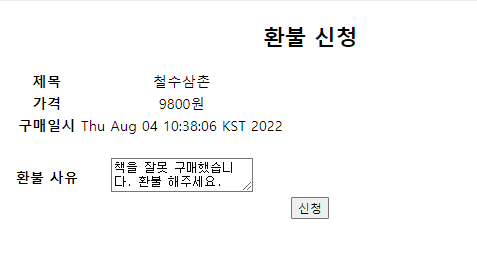 환불 신청
제목 철수삼촌
가격 9800원
구매일시 Thu Aug 04 10:38:06 KST 2022
환불 사유
책을 잘못 구매했습니
다. 환불 해주세요.
신청